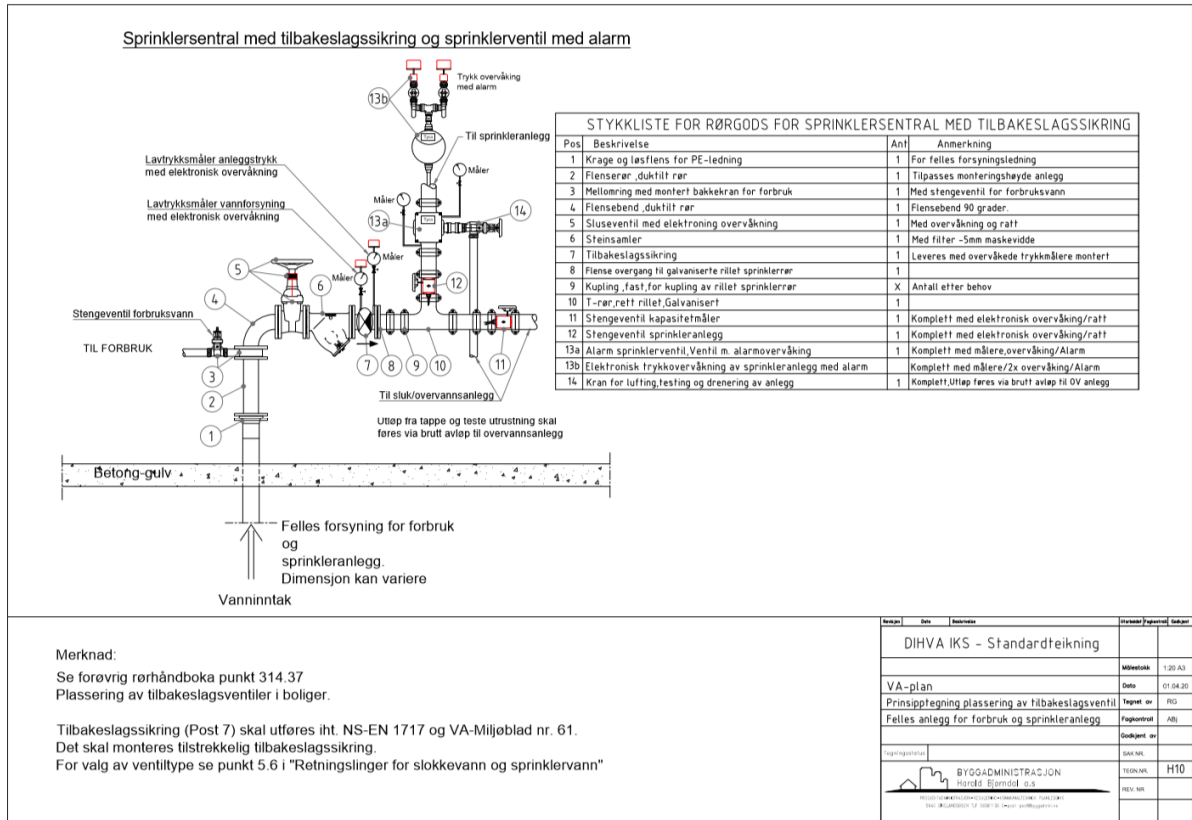 Sprinklersentral med tilbakeslagssikring og sprinklerventil med alarm
Trykk overvåking
med alarm
13b
Til sprinkleranlegg
Lavtrykksmåler anleggstrykk
med elektronisk overvåkning
Måler
Lavtrykksmåler vannforsyning
med elektronisk overvåkning
Måler
14
13a
Måler
Måler
5
6
12
4
Stengeventil forbruksvann
TIL FORBRUK
3
7
8
9
10
11
2
Til sluk/overvannsanlegg
Utløp fra tappe og teste utrustning skal
føres via brutt avløp til overvannsanlegg
1
Betong-gulv
Felles forsyning for forbruk
og
sprinkleranlegg.
Dimensjon kan variere
Vanninntak
STYKKLISTE FOR RØRGODS FOR SPRINKLERSENTRAL MED TILBAKESLAGSSIKRING
Pos Beskrivelse Ant Anmerkning
1 Krage og løsflens for PE-ledning 1 For felles forsyningsledning
2 Flenserør ,duktilt rør 1 Tilpasses monteringshøyde anlegg
3 Mellomring med montert bakkekran for forbruk 1 Med stengeventil for forbruksvann
4 Flensebend ,duktilt rør 1 Flensebend 90 grader.
5 Sluseventil med elektroning overvåkning 1 Med overvåkning og ratt
6 Steinsamler 1 Med filter -5mm maskevidde
7 Tilbakeslagssikring 1 Leveres med overvåkede trykkmålere montert
8 Flense overgang til galvaniserte rillet sprinklerrør 1
9 Kupling ,fast,for kupling av rillet sprinklerrør X Antall etter behov
10 T-rør,rett rillet,Galvanisert 1
11 Stengeventil kapasitetmåler 1 Komplett med elektronisk overvåking/ratt
12 Stengeventil sprinkleranlegg 1 Komplett med elektronisk overvåking/ratt
13a Alarm sprinklerventil,Ventil m. alarmovervåking 1 Komplett med målere,overvåking/Alarm
13b Elektronisk trykkovervåking av sprinkleranlegg med alarm Komplett med målere/2x overvåking/Alarm
14 Kran for lufting,testing og drenering av anlegg 1 Komplett,Utløp føres via brutt avløp til OV anlegg
Merknad:
Se forøvrig rørhåndboka punkt 314.37
Plassering av tilbakeslagsventiler i boliger.
Tilbakeslagssikring (Post 7) skal utføres iht. NS-EN 1717 og VA-Miljøblad nr. 61.
Det skal monteres tilstrekkelig tilbakeslagssikring.
For valg av ventiltype se punkt 5.6 i "Retningslinger for slokkevann og sprinklervann"
Revisjon Dato Beskrivelse Utarbeidet Fagkontroll Godkjent
DIHVA IKS - Standardteikning
Målestokk 1:20 A3
VA-plan Dato 01.04.20
Prinsipptegning plassering av tilbakeslagsventil Tegnet av RG
Felles anlegg for forbruk og sprinkleranlegg Fagkontroll ABj
Godkjent av
Tegningsstatus SAK NR.
BYGGADMINISTRASJON
Harald Bjørndal a.s
TEGN.NR. H10
REV. NR